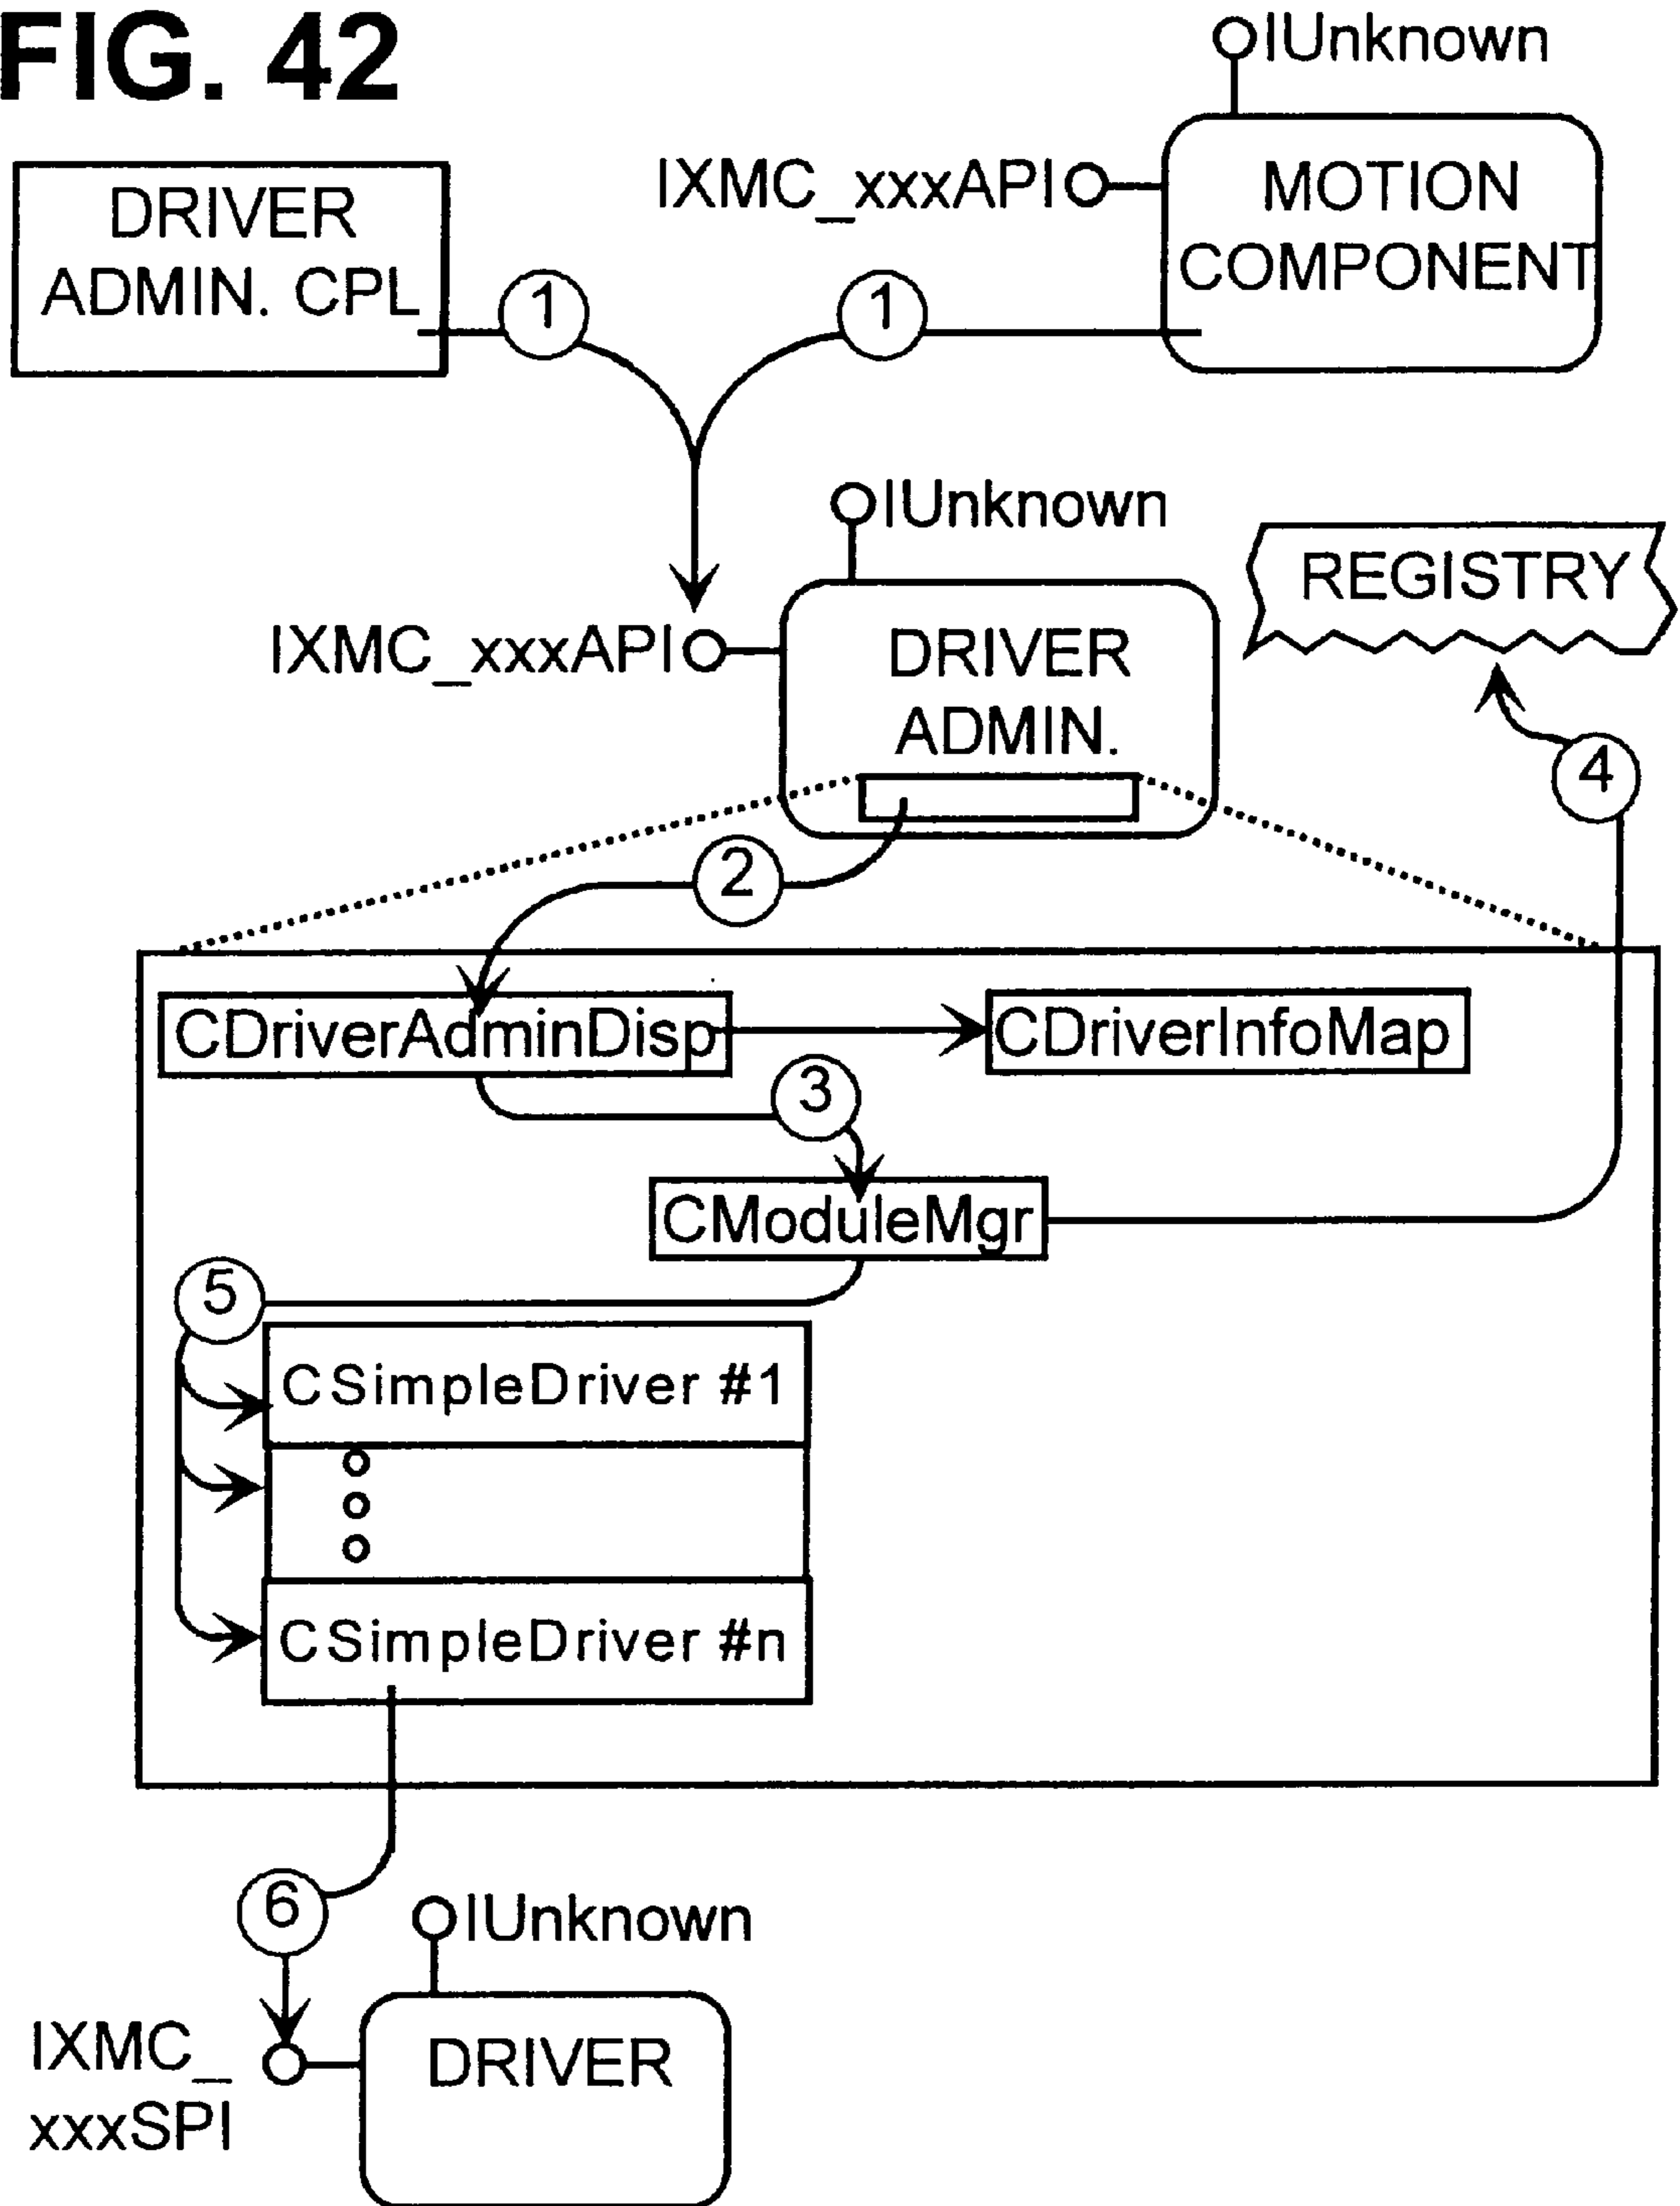 FIG. 42
IUnknown
DRIVER
ADMIN. CPL
IXMC_xxxAPI
MOTION
COMPONENT
1
1
IUnknown
REGISTRY
IXMC_xxxAPI
DRIVER
ADMIN.
4
2
CDriverAdminDisp
CDriverInfoMap
3
CModuleMgr
5
CSimpleDriver #1
CSimpleDriver #n
6
IUnknown
IXMC_
xxxSPI
DRIVER